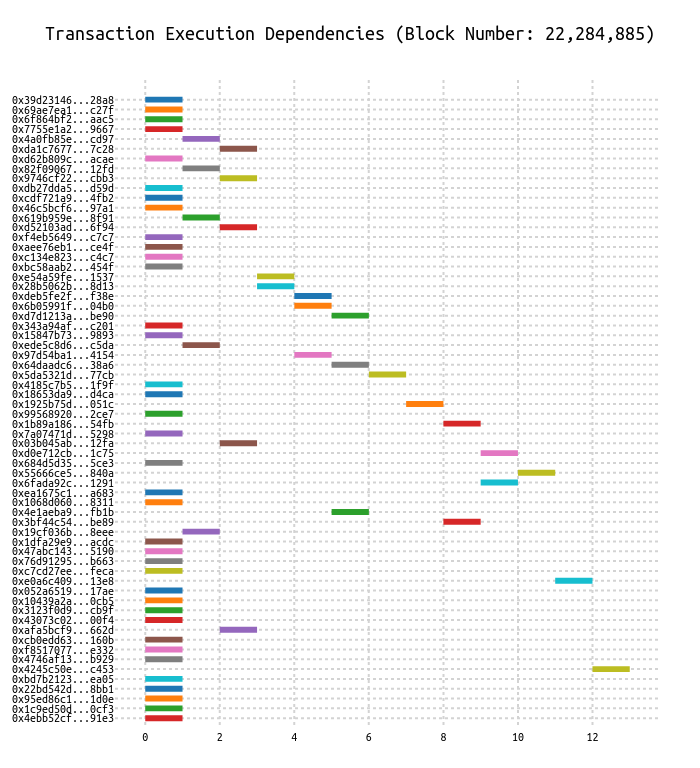 Transaction Execution Dependencies (Block Number: 22,284,885)
0x39d23146...28a8
0x69ae7ea1...c27f
0x6f864bf2...aac5
0x7755e1a2...9667
0x4a0fb85e...cd97
0xda1c7677...7c28
0xd62b809c...acae
0x82f09067...12fd
0x9746cf22...cbb3
0xdb27dda5...d59d
0xcdf721a9...4fb2
0x46c5bcf6...97a1
0x619b959e...8f91
0xd52103ad...6f94
0xf4eb5649...c7c7
0xaee76eb1...ce4f
0xc134e823...c4c7
0xbc58aab2...454f
0xe54a59fe...1537
0x28b5062b...8d13
0xdeb5fe2f...f38e
0x6b05991f...04b0
0xd7d1213a...be90
0x343a94af...c201
0x15847b73...9893
0xede5c8d6...c5da
0x97d54ba1...4154
0x64daadc6...38a6
0x5da5321d...77cb
0x4185c7b5...1f9f
0x18653da9...d4ca
0x1925b75d...051c
0x99568920...2ce7
0x1b89a186...54fb
0x7a07471d...5298
0x03b045ab...12fa
0xd0e712cb...1c75
0x684d5d35...5ce3
0x55666ce5...840a
0x6fada92c...1291
0xea1675c1...a683
0x1068d060...8311
0x4e1aeba9...fb1b
0x3bf44c54...be89
0x19cf036b...8eee
0x1dfa29e9...acdc
0x47abc143...5190
0x76d91295...b663
0xc7cd27ee...feca
0xe0a6c409...13e8
0x052a6519...17ae
0x10439a2a...0cb5
0x3123f0d9...cb9f
0x43073c02...00f4
0xafa5bcf9...662d
0xcb0edd63...160b
0xf8517077...e332
0x4746af13...b929
0x4245c50e...c453
0xbd7b2123...ea05
0x22bd542d...8bb1
0x95ed86c1...1d0e
0x1c9ed50d...0cf3
0x4ebb52cf...91e3
0 2 4 6 8 10 12